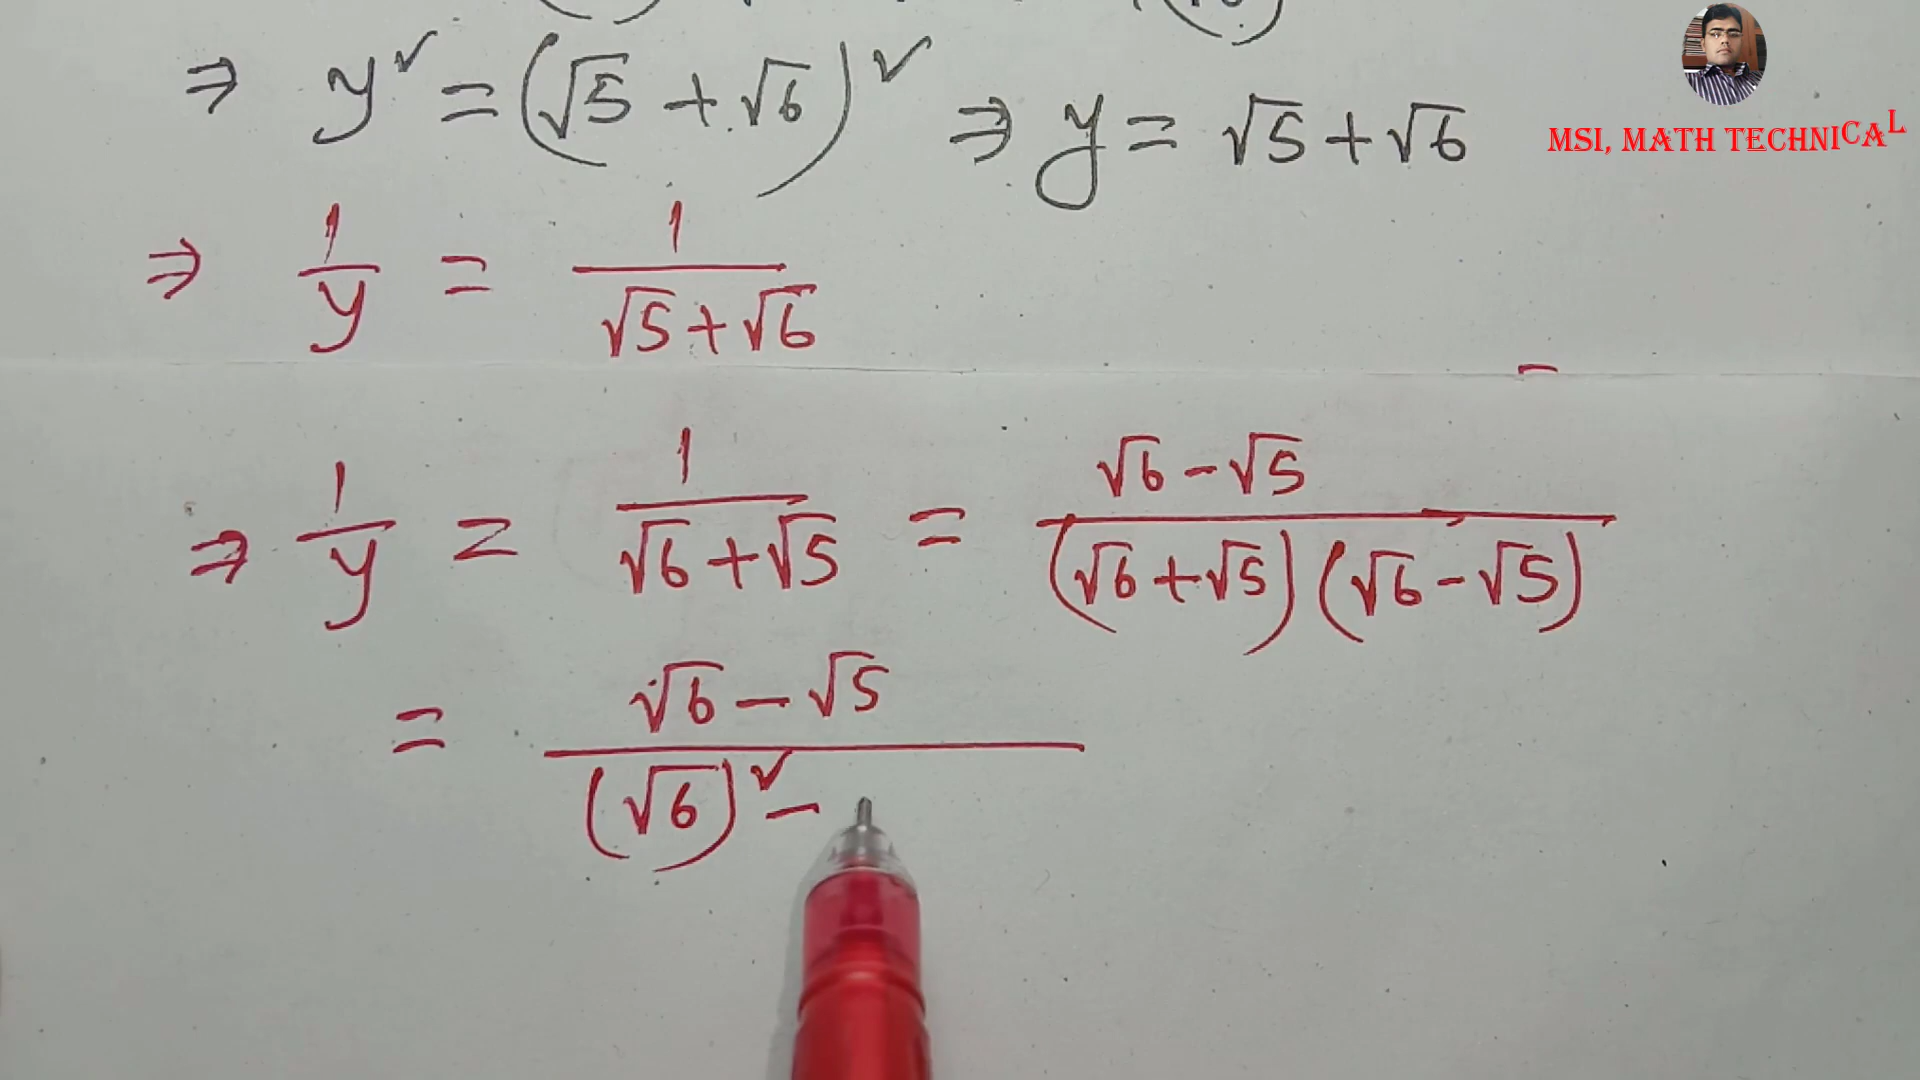 ⇒ y² = (√5 + √6)² ⇒ y = √5 + √6
MSI, MATH TECHNICAL
⇒ 1/y = 1/(√5 + √6)
⇒ 1/y = 1/(√6 + √5) = (√6 - √5)/((√6 + √5)(√6 - √5))
= (√6 - √5)/((√6)² -